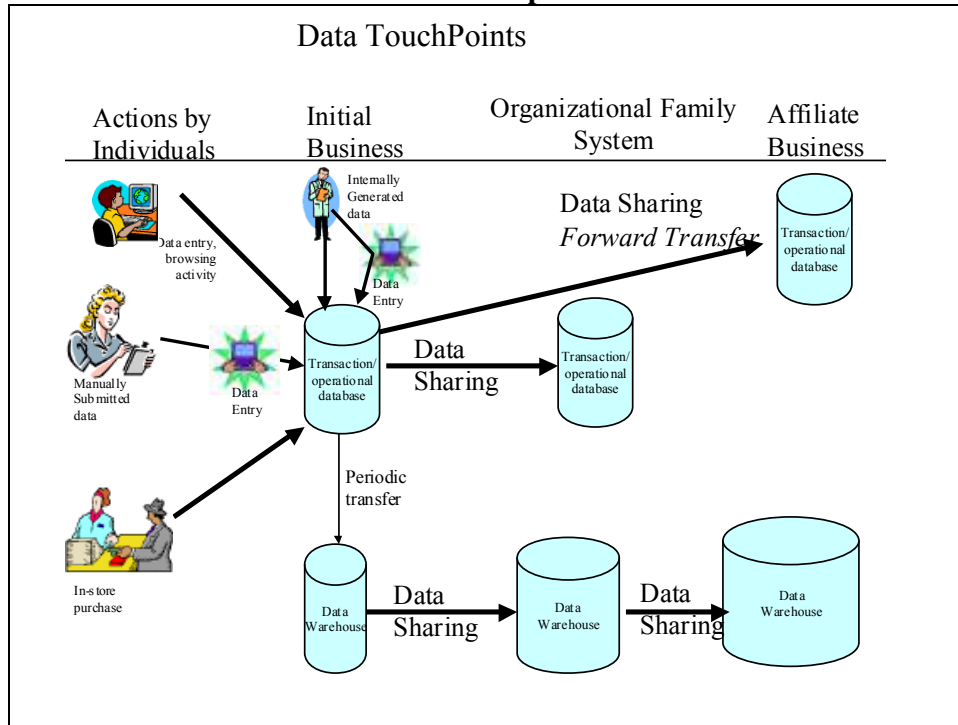 Data TouchPoints
Actions by
Individuals
Initial
Business
Organizational Family
System
Affiliate
Business
Internally
Generated
data
Data Sharing
Forward Transfer
Transaction/
operational
database
Data entry,
browsing
activity
Data
Entry
Manually
Submitted
data
Data
Entry
Transaction/
operational
database
Data
Sharing
Transaction/
operational
database
Periodic
transfer
In-store
purchase
Data
Warehouse
Data
Sharing
Data
Warehouse
Data
Sharing
Data
Warehouse